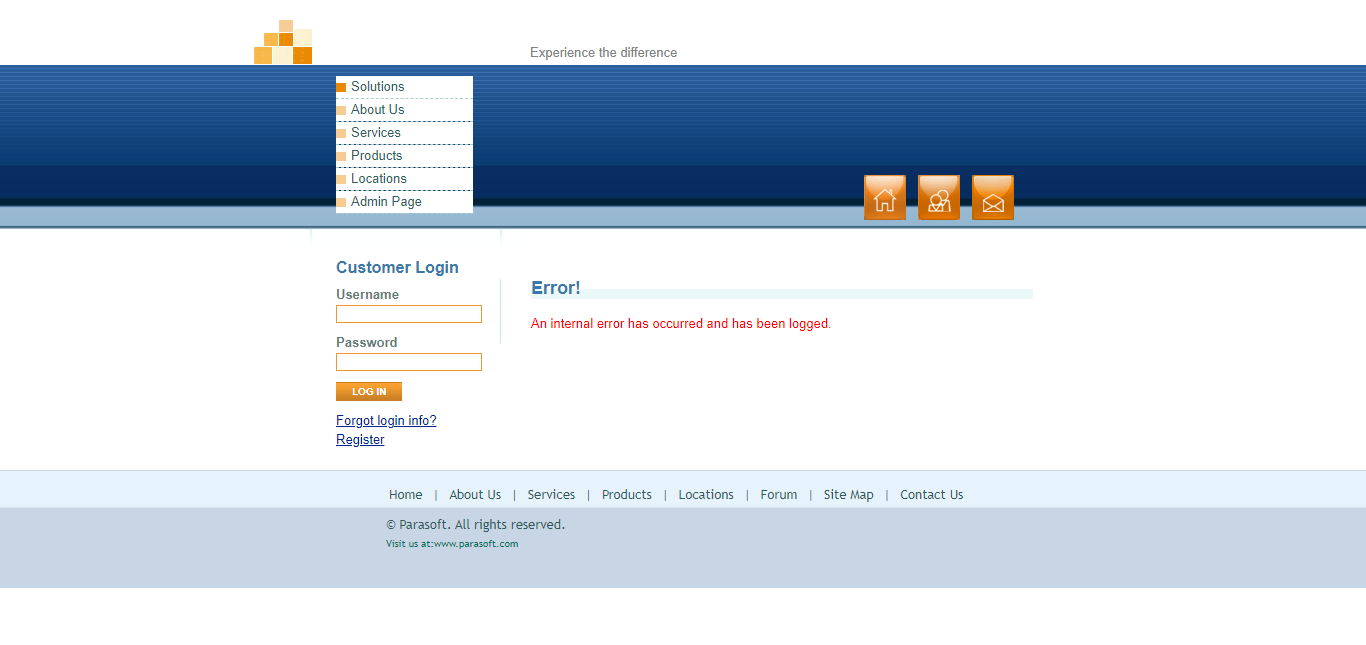 Experience the difference
Solutions
About Us
Services
Products
Locations
Admin Page
Customer Login
Username
Password
LOG IN
Forgot login info?
Register
Error!
An internal error has occurred and has been logged.
Home | About Us | Services | Products | Locations | Forum | Site Map | Contact Us
© Parasoft. All rights reserved.
Visit us at:www.parasoft.com